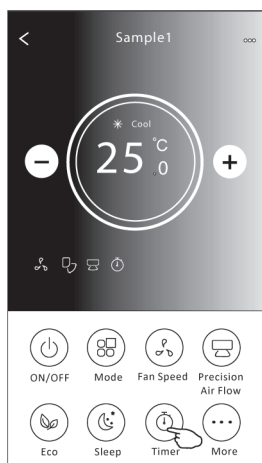 Sample1
Cool
25.0 °C
ON/OFF Mode Fan Speed Precision Air Flow
Eco Sleep Timer More